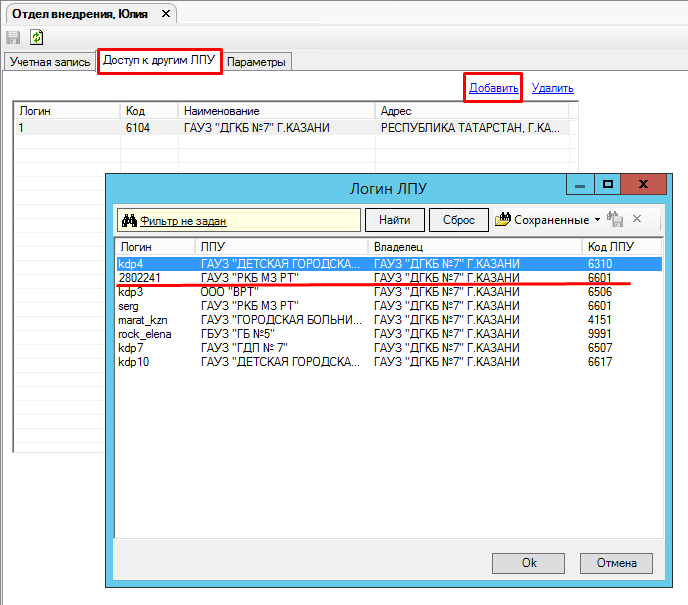 Отдел внедрения, Юлия
Учетная запись Доступ к другим ЛПУ Параметры
Добавить Удалить
Логин Код Наименование Адрес
1 6104 ГАУЗ "ДГКБ №7" Г.КАЗАНИ РЕСПУБЛИКА ТАТАРСТАН, Г.КА...
Логин ЛПУ
Фильтр не задан Найти Сброс Сохраненные
Логин ЛПУ Владелец Код ЛПУ
kdp4 ГАУЗ "ДЕТСКАЯ ГОРОДСКА... ГАУЗ "ДГКБ №7" Г.КАЗАНИ 6310
2802241 ГАУЗ "РКБ МЗ РТ" ГАУЗ "ДГКБ №7" Г.КАЗАНИ 6601
kdp3 ООО "ВРТ" ГАУЗ "ДГКБ №7" Г.КАЗАНИ 6506
serg ГАУЗ "РКБ МЗ РТ" ГАУЗ "ДГКБ №7" Г.КАЗАНИ 6601
marat_kzn ГАУЗ "ГОРОДСКАЯ БОЛЬНИ... ГАУЗ "ДГКБ №7" Г.КАЗАНИ 4151
rock_elena ГБУЗ "ГБ №5" ГАУЗ "ДГКБ №7" Г.КАЗАНИ 9991
kdp7 ГАУЗ "ГДП № 7" ГАУЗ "ДГКБ №7" Г.КАЗАНИ 6507
kdp10 ГАУЗ "ДЕТСКАЯ ГОРОДСКА... ГАУЗ "ДГКБ №7" Г.КАЗАНИ 6617
Ok Отмена